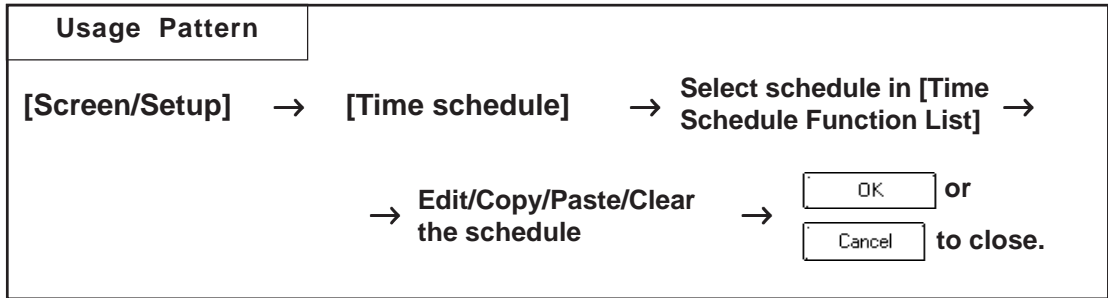 Usage Pattern
[Screen/Setup] → [Time schedule] → Select schedule in [Time
Schedule Function List] →
→ Edit/Copy/Paste/Clear
the schedule → OK or
Cancel to close.